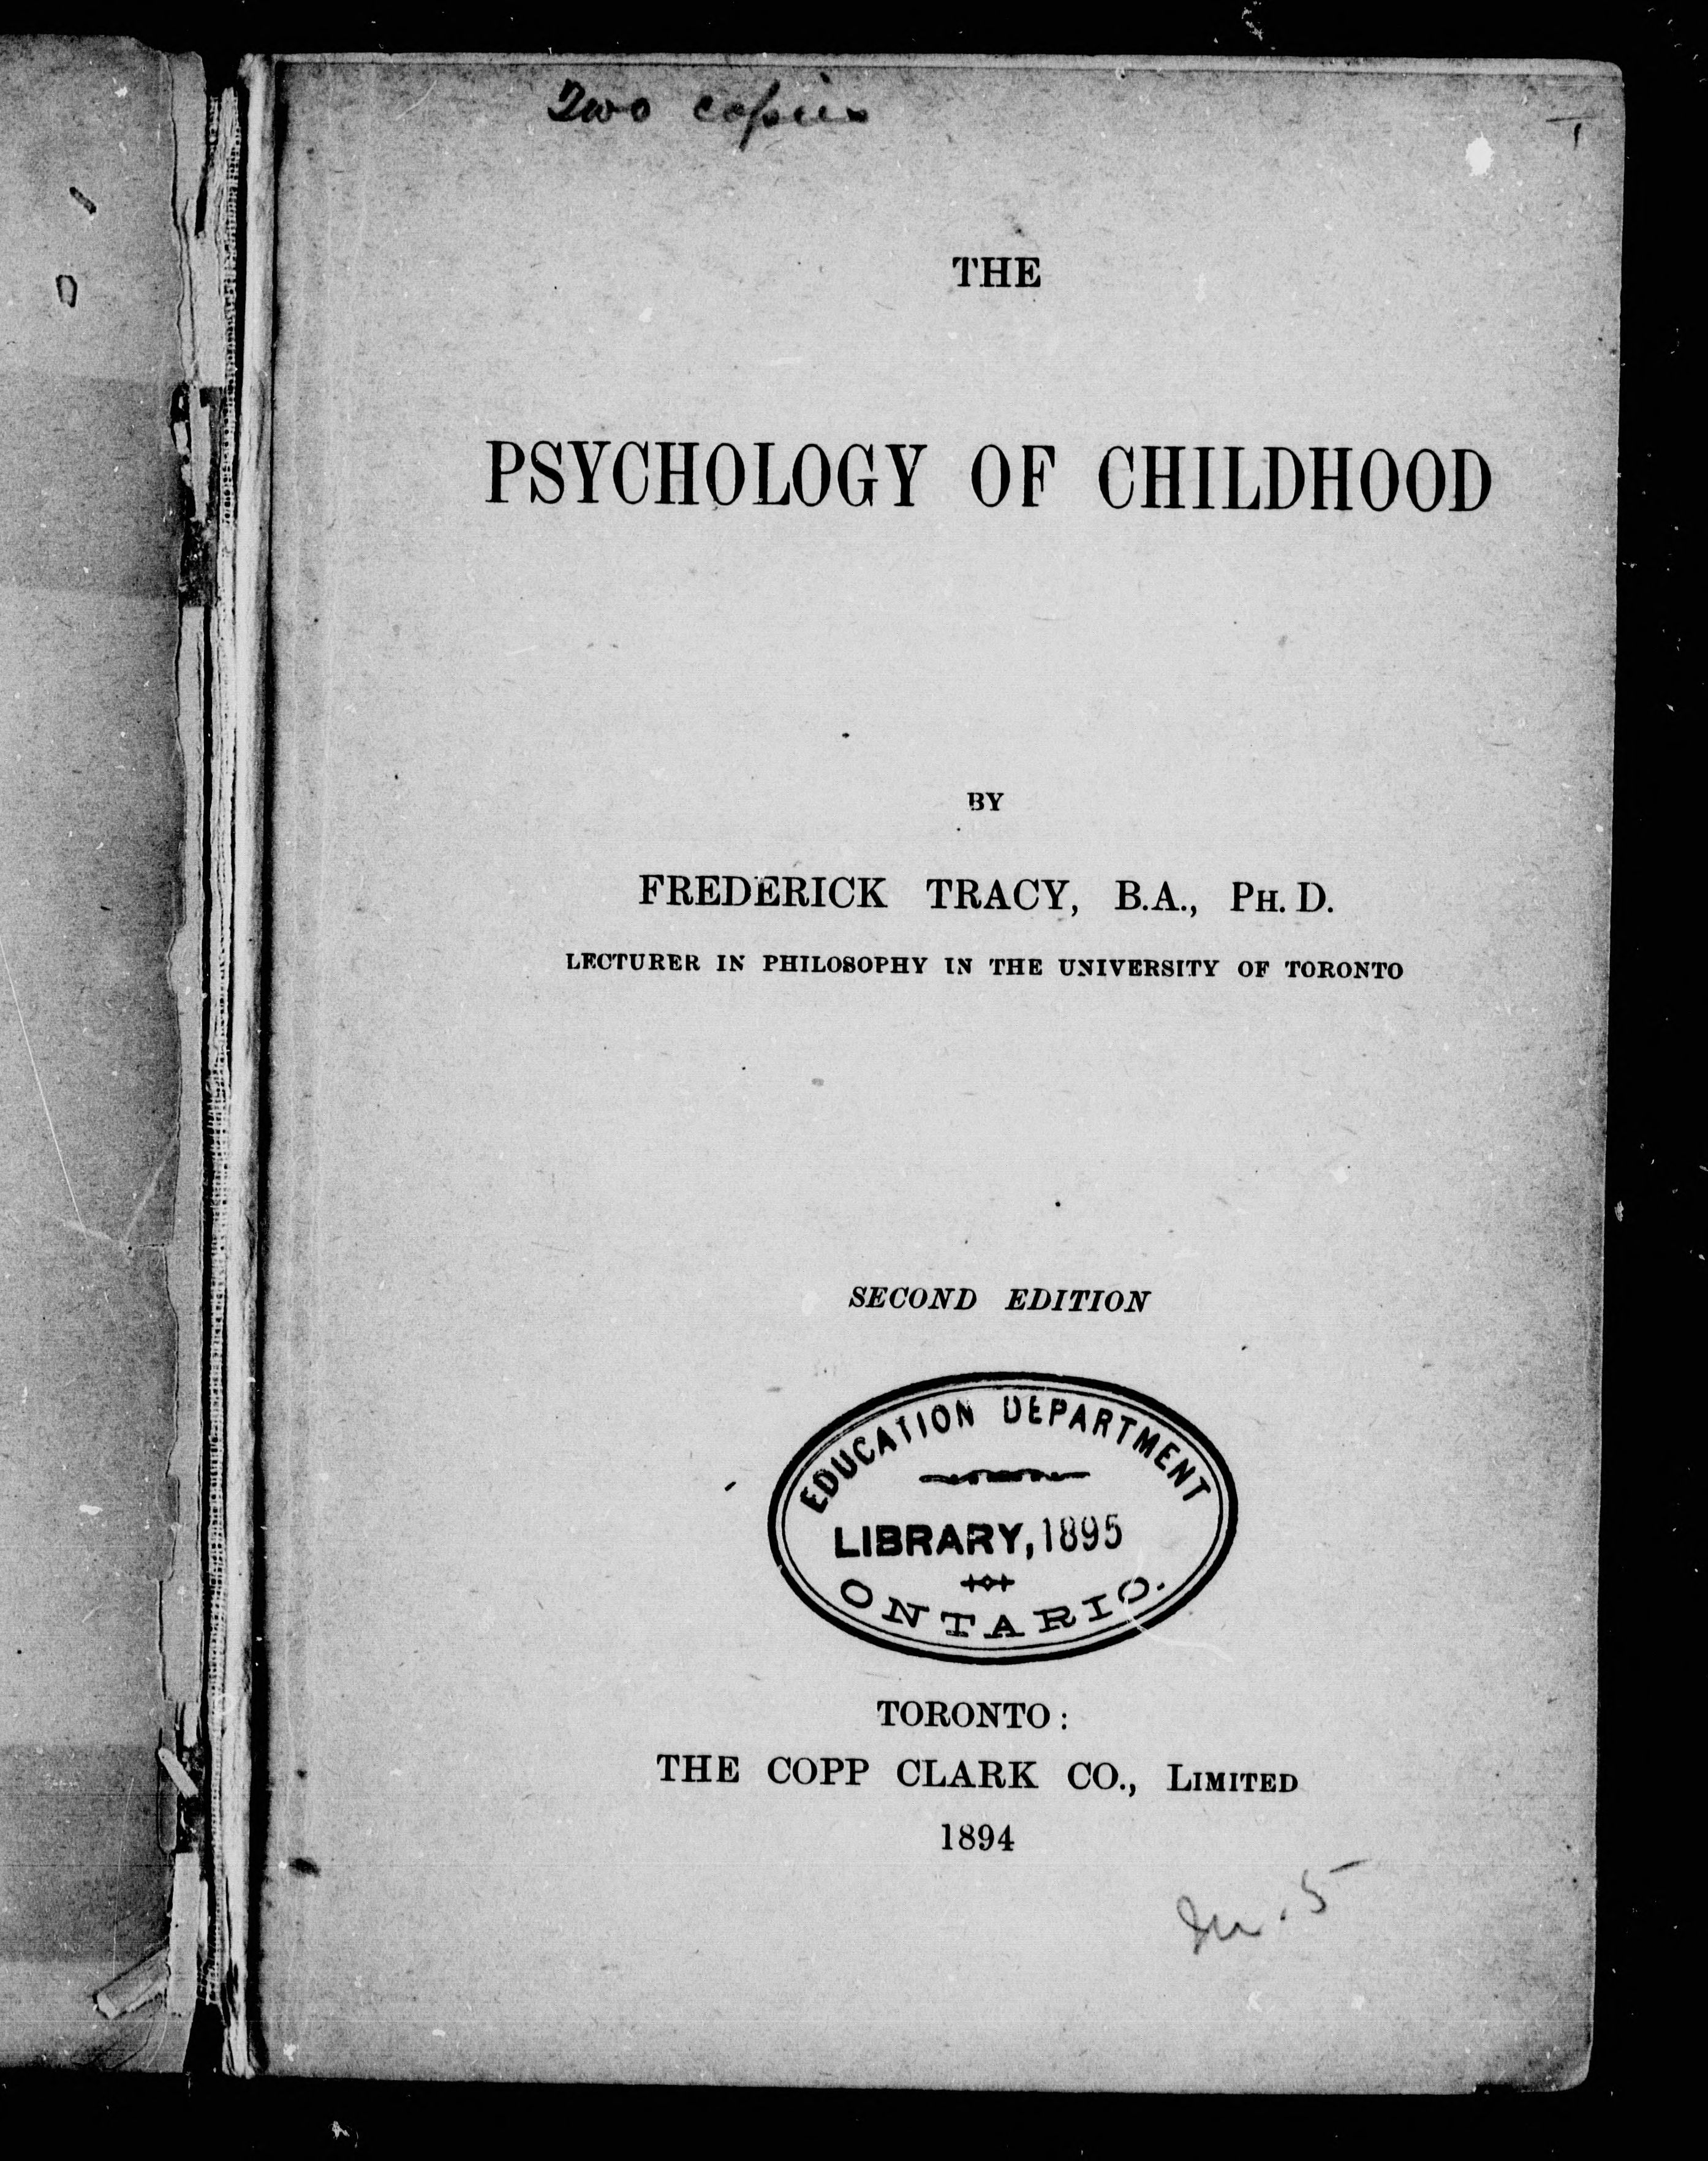 Two copies
THE
PSYCHOLOGY OF CHILDHOOD
BY
FREDERICK TRACY, B.A., PH. D.
LECTURER IN PHILOSOPHY IN THE UNIVERSITY OF TORONTO
SECOND EDITION
EDUCATION DEPARTMENT
LIBRARY, 1895
ONTARIO.
TORONTO:
THE COPP CLARK CO., LIMITED
1894